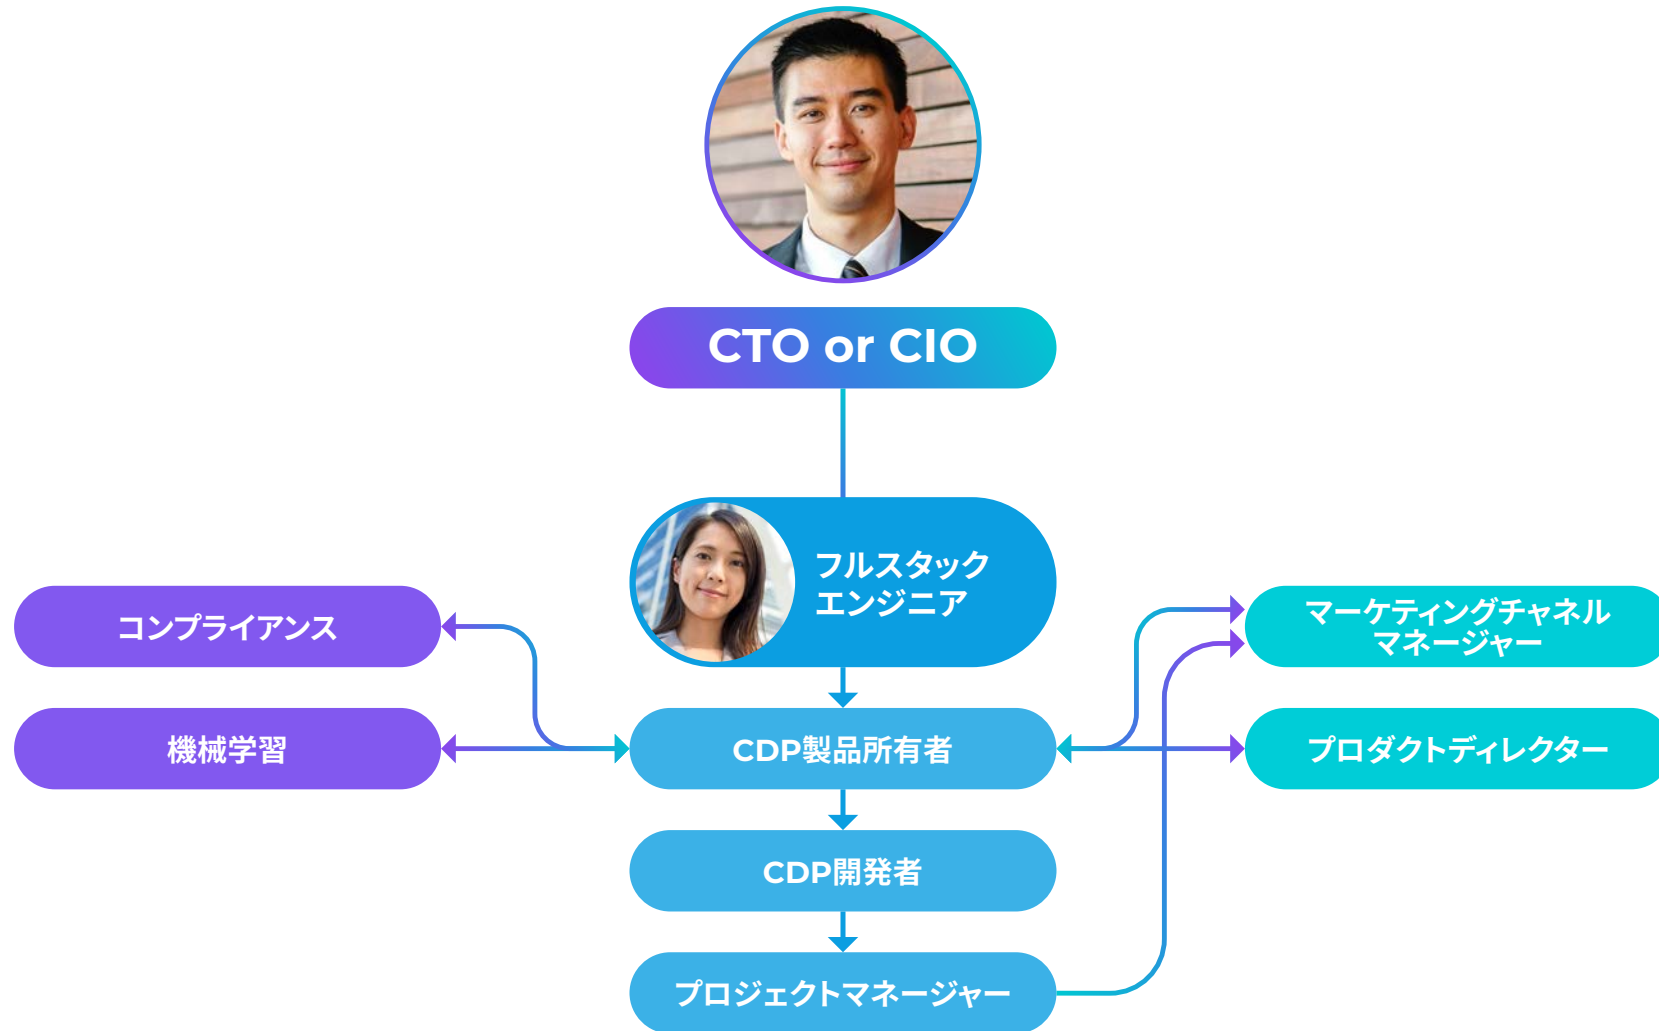 CTO or CIO
フルスタック
エンジニア
コンプライアンス
マーケティングチャネル
マネージャー
機械学習
CDP製品所有者
プロダクトディレクター
CDP開発者
プロジェクトマネージャー